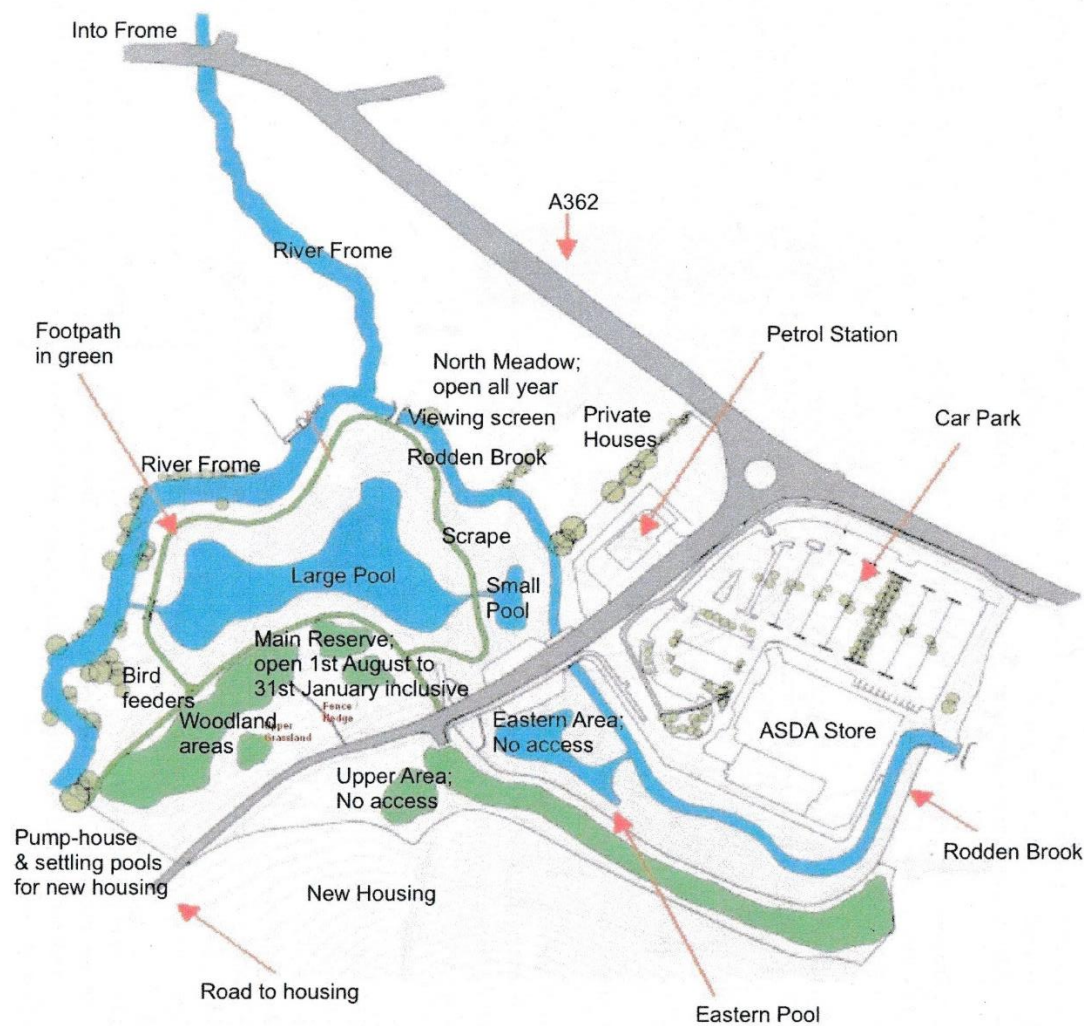 Into Frome
A362
River Frome
Footpath
in green
North Meadow;
open all year
Petrol Station
Viewing screen
Private
Houses
Car Park
River Frome
Rodden Brook
Scrape
Large Pool
Small
Pool
Main Reserve;
open 1st August to
31st January inclusive
Bird
feeders
Fence /
Hedge
Woodland
areas
Upper
Grassland
Eastern Area;
No access
ASDA Store
Upper Area;
No access
Pump-house
& settling pools
for new housing
Rodden Brook
New Housing
Road to housing
Eastern Pool